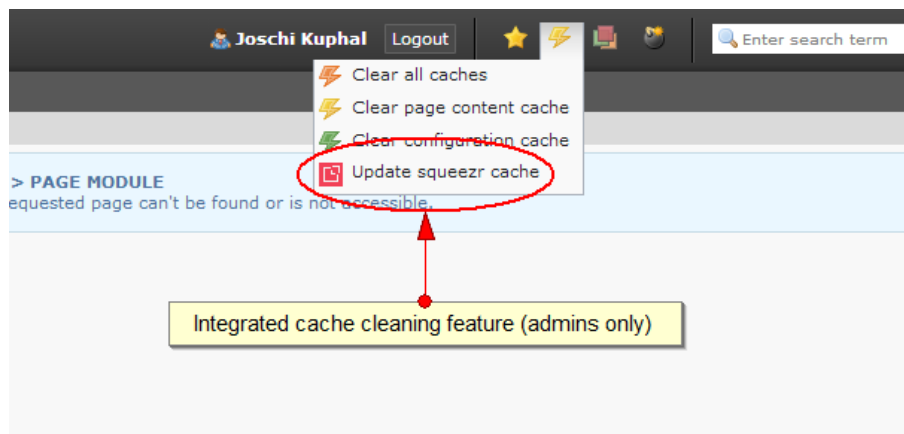 Joschi Kuphal Logout Enter search term
Clear all caches
Clear page content cache
Clear configuration cache
Update squeezr cache
> PAGE MODULE
equested page can't be found or is not accessible.
Integrated cache cleaning feature (admins only)